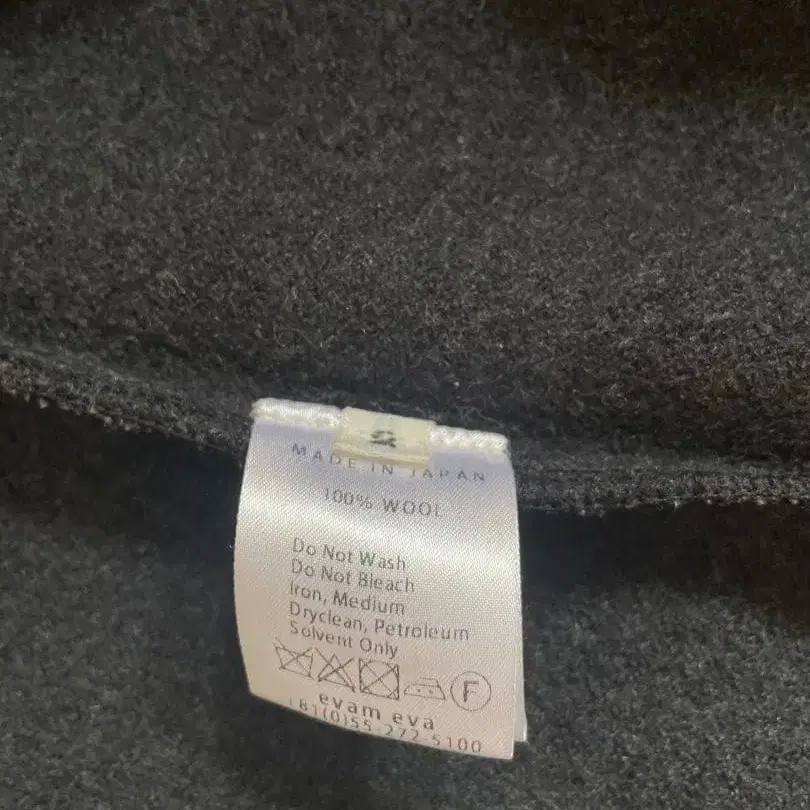 2
MADE IN JAPAN
100% WOOL
Do Not Wash
Do Not Bleach
Iron, Medium
Dryclean, Petroleum
Solvent Only
F
evam eva
81(0)55-272-5100